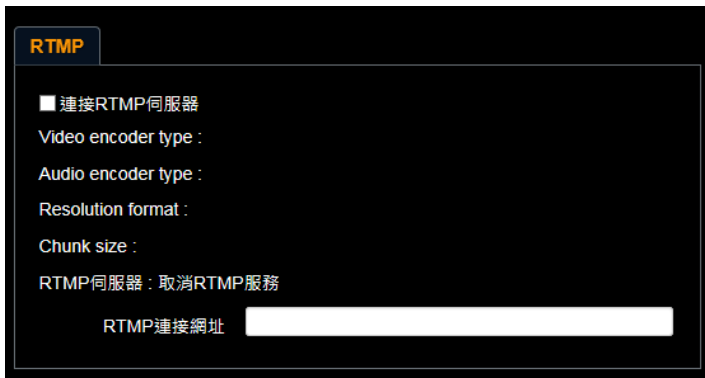 RTMP
連接RTMP伺服器
Video encoder type :
Audio encoder type :
Resolution format :
Chunk size :
RTMP伺服器 : 取消RTMP服務
RTMP連接網址